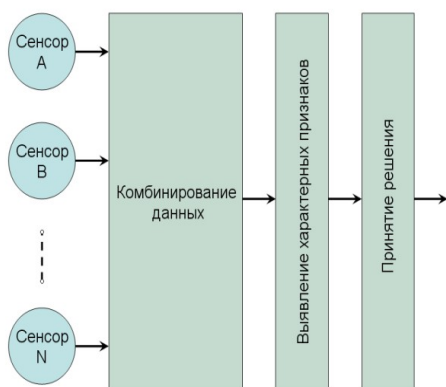 Сенсор
A
Сенсор
B
Сенсор
N
Комбинирование
данных
Выявление характерных признаков
Принятие решения